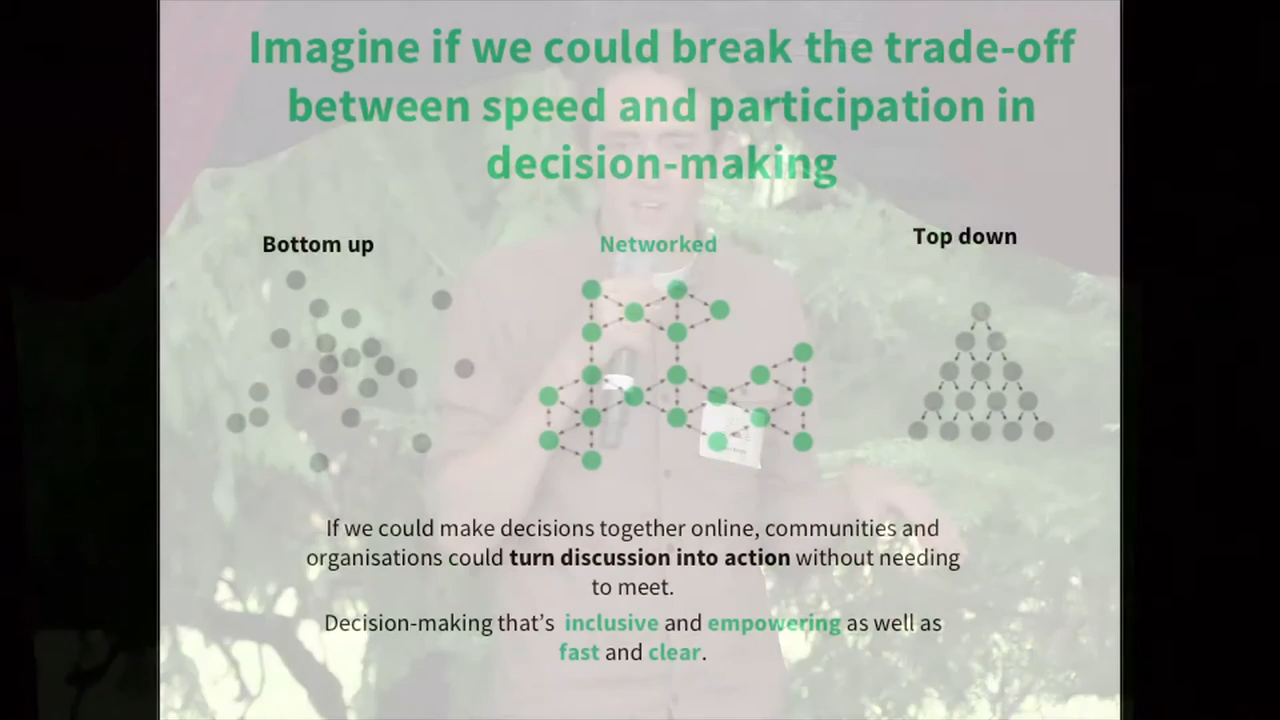 Imagine if we could break the trade-off
between speed and participation in
decision-making
Bottom up
Networked
Top down
If we could make decisions together online, communities and
organisations could turn discussion into action without needing
to meet.
Decision-making that's inclusive and empowering as well as
fast and clear.